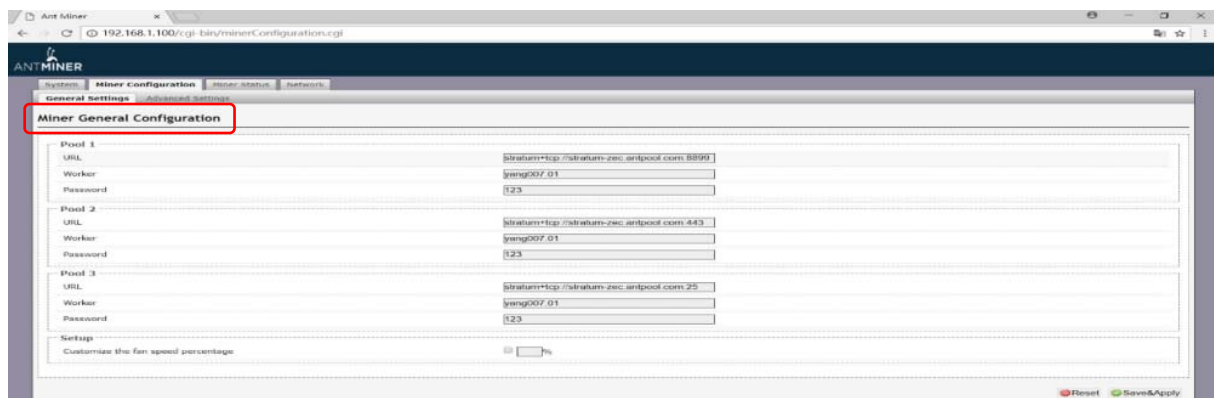 Ant Miner
192.168.1.100/cgi-bin/minerConfiguration.cgi
ANTMINER
System Miner Configuration Miner Status Network
General Settings Advanced Settings
Miner General Configuration
Pool 1
URL stratum+tcp://stratum-zec.antpool.com:8899
Worker yang007.01
Password 123
Pool 2
URL stratum+tcp://stratum-zec.antpool.com:443
Worker yang007.01
Password 123
Pool 3
URL stratum+tcp://stratum-zec.antpool.com:25
Worker yang007.01
Password 123
Setup
Customize the fan speed percentage %
Reset Save&Apply